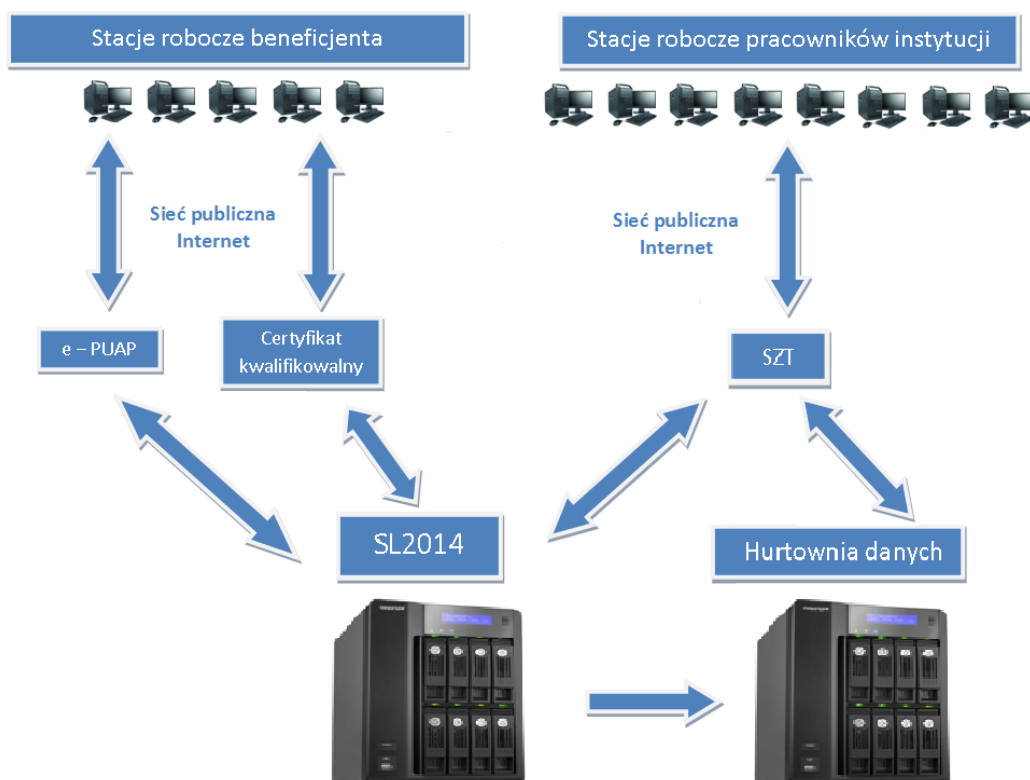 Stacje robocze beneficjenta
Stacje robocze pracowników instytucji
Sieć publiczna
Internet
Sieć publiczna
Internet
e – PUAP
Certyfikat
kwalifikowalny
SZT
SL2014
Hurtownia danych